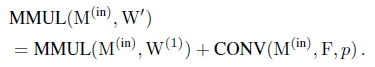 MMUL(M^(in), W′)
= MMUL(M^(in), W^(1)) + CONV(M^(in), F, p) .